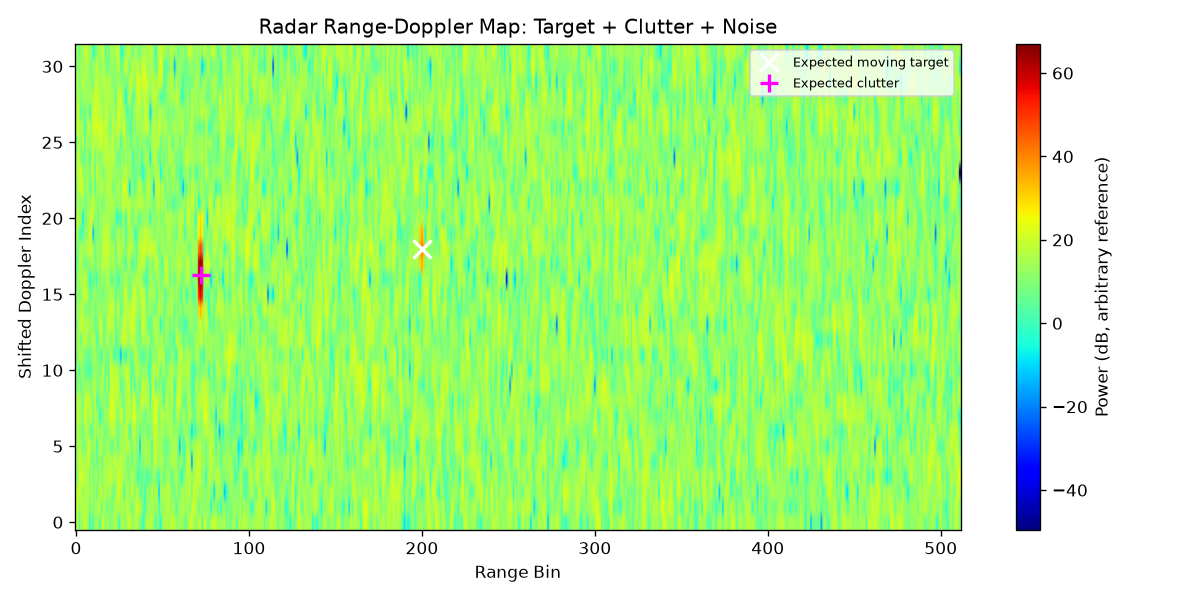 Radar Range-Doppler Map: Target + Clutter + Noise
Expected moving target
Expected clutter
30
25
20
15
10
5
0
Shifted Doppler Index
0 100 200 300 400 500
Range Bin
60
40
20
0
−20
−40
Power (dB, arbitrary reference)